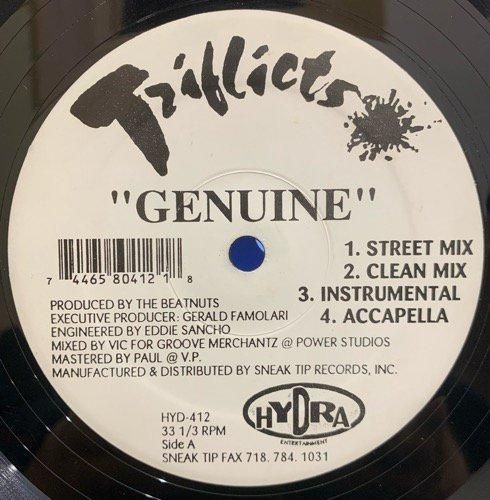 Triflicts
"GENUINE"
1. STREET MIX
2. CLEAN MIX
3. INSTRUMENTAL
4. ACCAPELLA
7 44658 04121 8
PRODUCED BY THE BEATNUTS
EXECUTIVE PRODUCER: GERALD FAMOLARI
ENGINEERED BY EDDIE SANCHO
MIXED BY VIC FOR GROOVE MERCHANTZ @ POWER STUDIOS
MASTERED BY PAUL @ V.P.
MANUFACTURED & DISTRIBUTED BY SNEAK TIP RECORDS, INC.
HYD-412
33 1/3 RPM
Side A
SNEAK TIP FAX 718. 784. 1031
HYDRA
ENTERTAINMENT